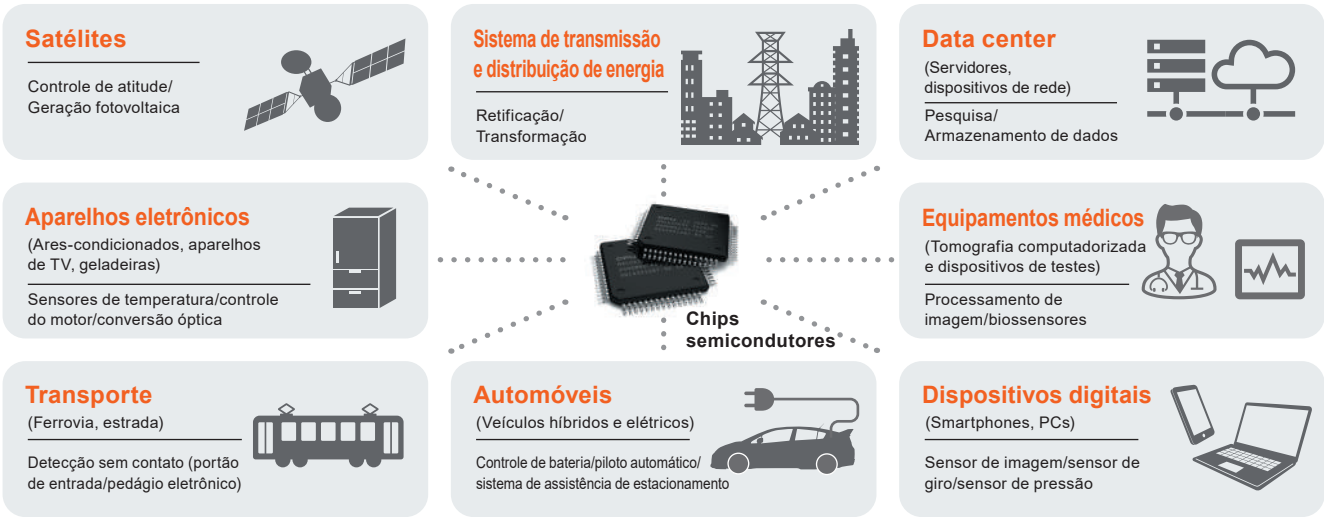 Satélites
Controle de atitude/
Geração fotovoltaica
Sistema de transmissão
e distribuição de energia
Retificação/
Transformação
Data center
(Servidores,
dispositivos de rede)
Pesquisa/
Armazenamento de dados
Aparelhos eletrônicos
(Ares-condicionados, aparelhos
de TV, geladeiras)
Sensores de temperatura/controle
do motor/conversão óptica
Chips
semicondutores
Equipamentos médicos
(Tomografia computadorizada
e dispositivos de testes)
Processamento de
imagem/biossensores
Transporte
(Ferrovia, estrada)
Detecção sem contato (portão
de entrada/pedágio eletrônico)
Automóveis
(Veículos híbridos e elétricos)
Controle de bateria/piloto automático/
sistema de assistência de estacionamento
Dispositivos digitais
(Smartphones, PCs)
Sensor de imagem/sensor de
giro/sensor de pressão